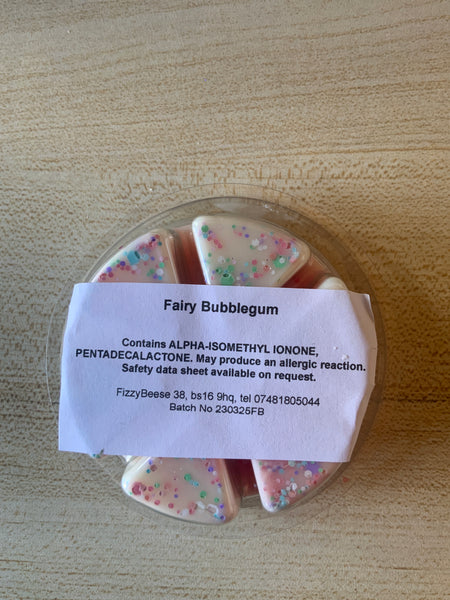 Fairy Bubblegum
Contains ALPHA-ISOMETHYL IONONE,
PENTADECALACTONE. May produce an allergic reaction.
Safety data sheet available on request.
FizzyBeese 38, bs16 9hq, tel 07481805044
Batch No 230325FB